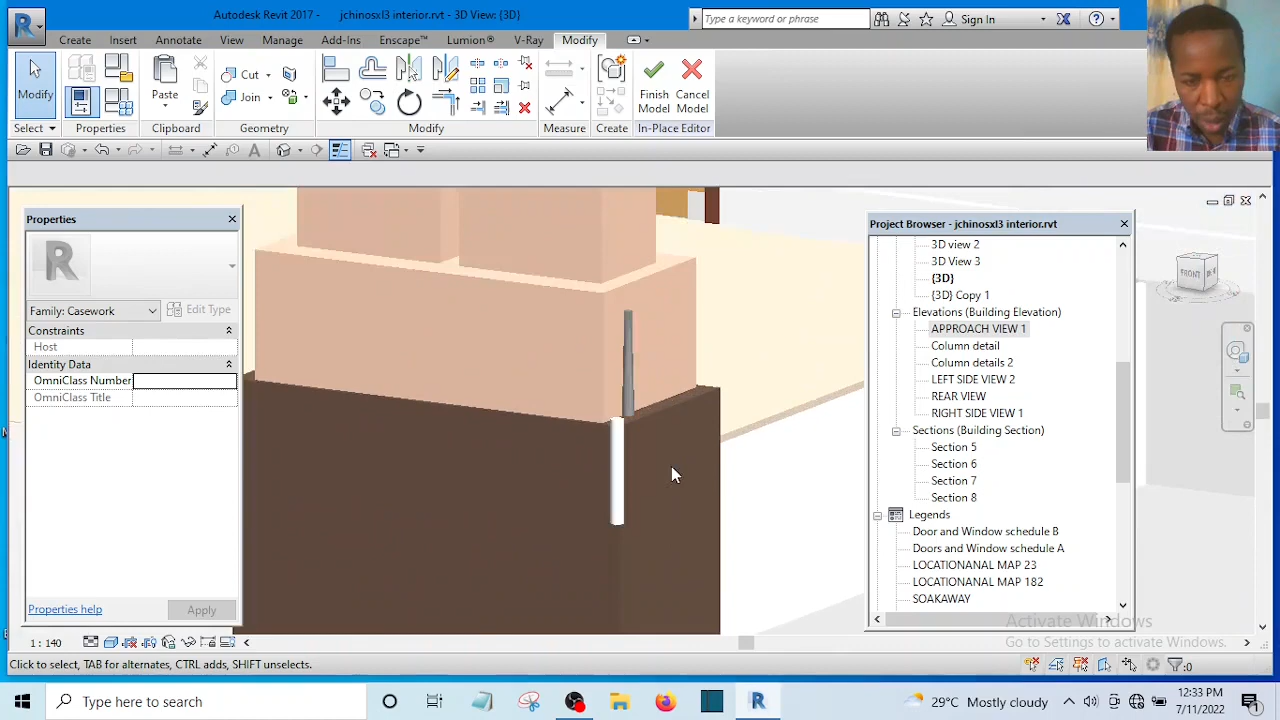 Autodesk Revit 2017 -     jchinosxl3 interior.rvt - 3D View: {3D}
Type a keyword or phrase
Sign In
Create
Insert
Annotate
View
Manage
Add-Ins
Enscape™
Lumion®
V-Ray
Modify
Modify
Paste
Cut
Join
Finish
Model
Cancel
Model
Select
Properties
Clipboard
Geometry
Modify
Measure
Create
In-Place Editor
Properties
R
Family: Casework
Edit Type
Constraints
Host
Identity Data
OmniClass Number
OmniClass Title
Properties help
Apply
FRONT
Project Browser - jchinosxl3 interior.rvt
3D view 2
3D View 3
{3D}
{3D} Copy 1
Elevations (Building Elevation)
APPROACH VIEW 1
Column detail
Column details 2
LEFT SIDE VIEW 2
REAR VIEW
RIGHT SIDE VIEW 1
Sections (Building Section)
Section 5
Section 6
Section 7
Section 8
Legends
Door and Window schedule B
Doors and Window schedule A
LOCATIONANAL MAP 23
LOCATIONANAL MAP 182
SOAKAWAY
Activate Windows
Go to Settings to activate Windows.
1 : 140
Click to select, TAB for alternates, CTRL adds, SHIFT unselects.
:0
Type here to search
29°C Mostly cloudy
12:33 PM
7/11/2022